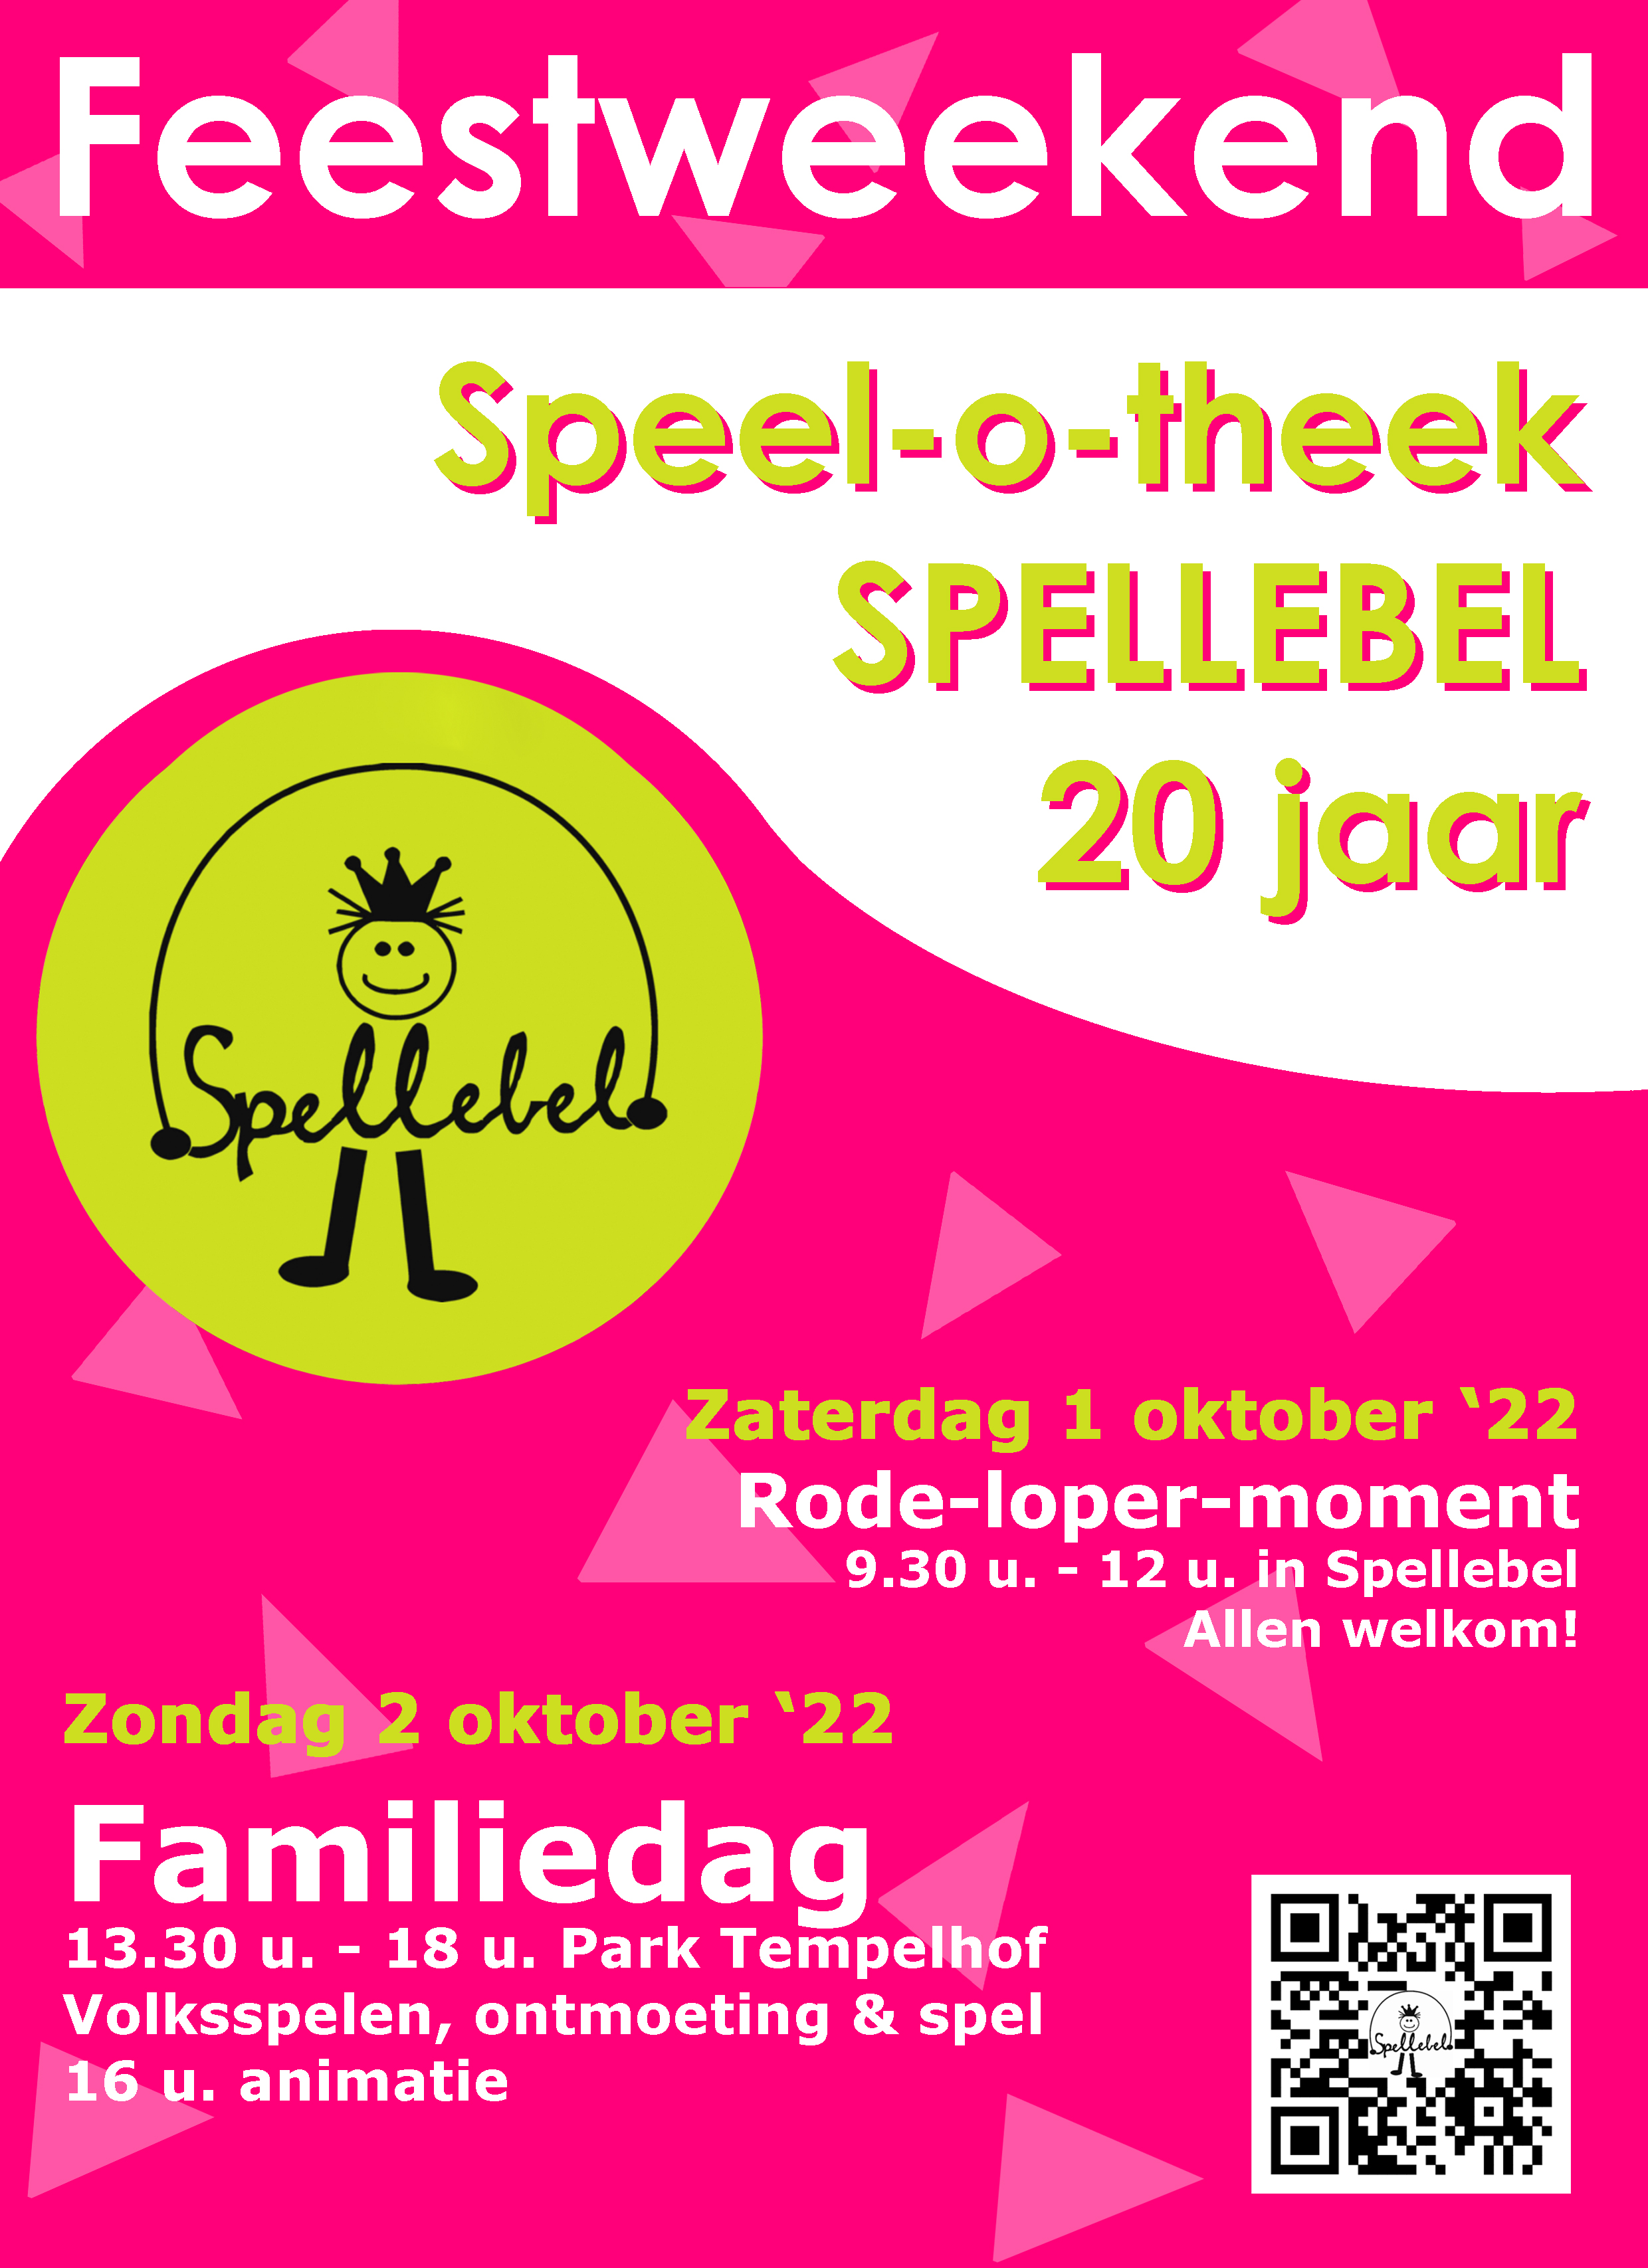 Feestweekend
Speel-o-theek
SPELLEBEL
20 jaar
Spellebel
Zaterdag 1 oktober ‘22
Rode-loper-moment
9.30 u. - 12 u. in Spellebel
Allen welkom!
Zondag 2 oktober ‘22
Familiedag
13.30 u. - 18 u. Park Tempelhof
Volksspelen, ontmoeting & spel
16 u. animatie
Spellebel